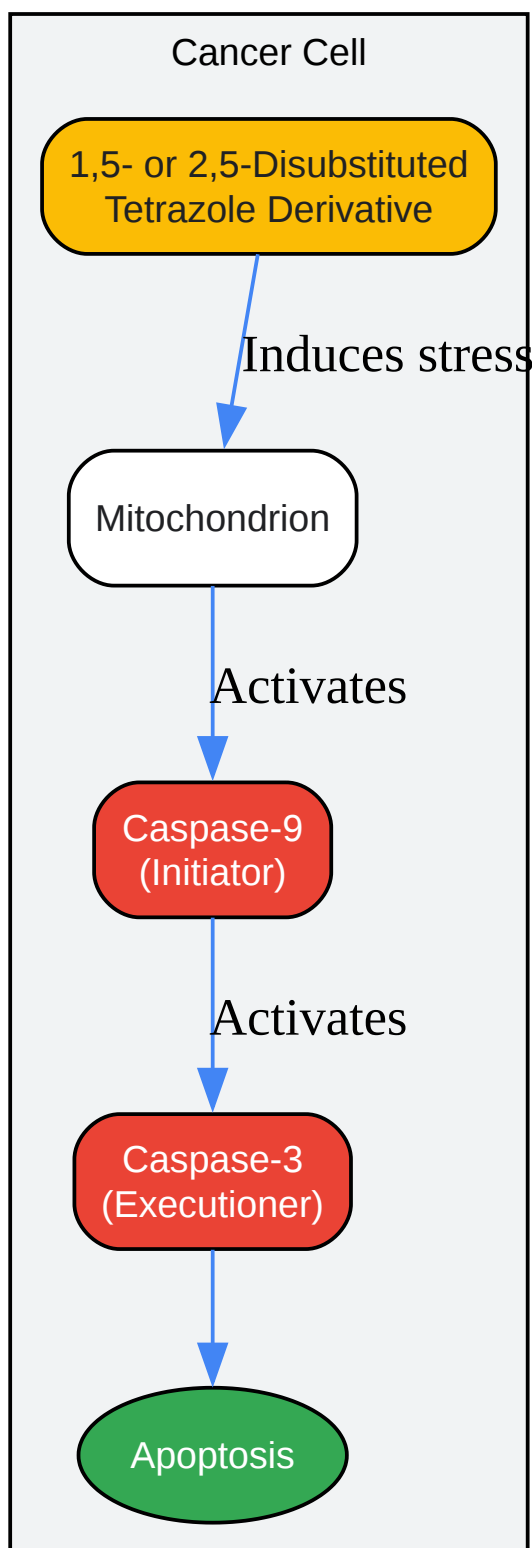 Cancer Cell
1,5- or 2,5-Disubstituted
Tetrazole Derivative
Induces stress
Mitochondrion
Activates
Caspase-9
(Initiator)
Activates
Caspase-3
(Executioner)
Apoptosis